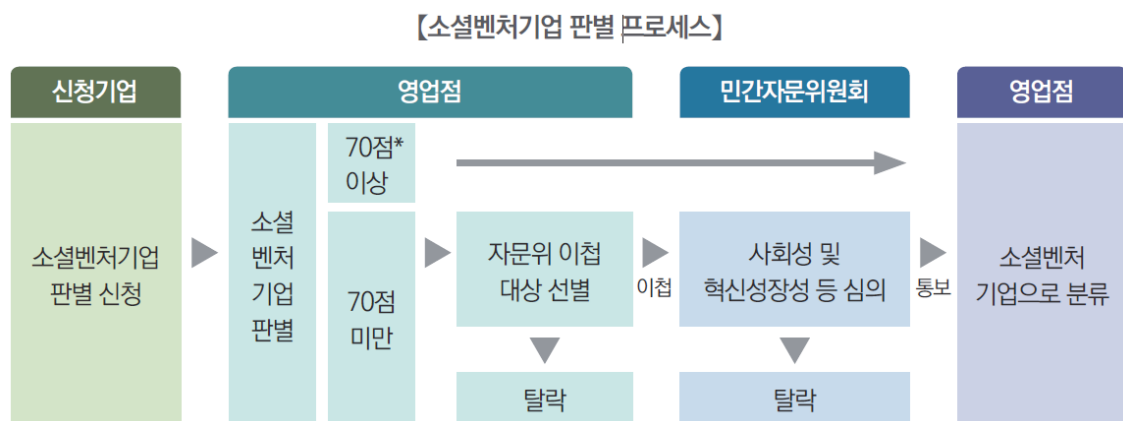 【소셜벤처기업 판별 프로세스】
신청기업
영업점
민간자문위원회
영업점
소셜벤처기업
판별 신청
소셜
벤처
기업
판별
70점*
이상
70점
미만
자문위 이첩
대상 선별
이첩
사회성 및
혁신성장성 등 심의
통보
소셜벤처
기업으로 분류
탈락
탈락